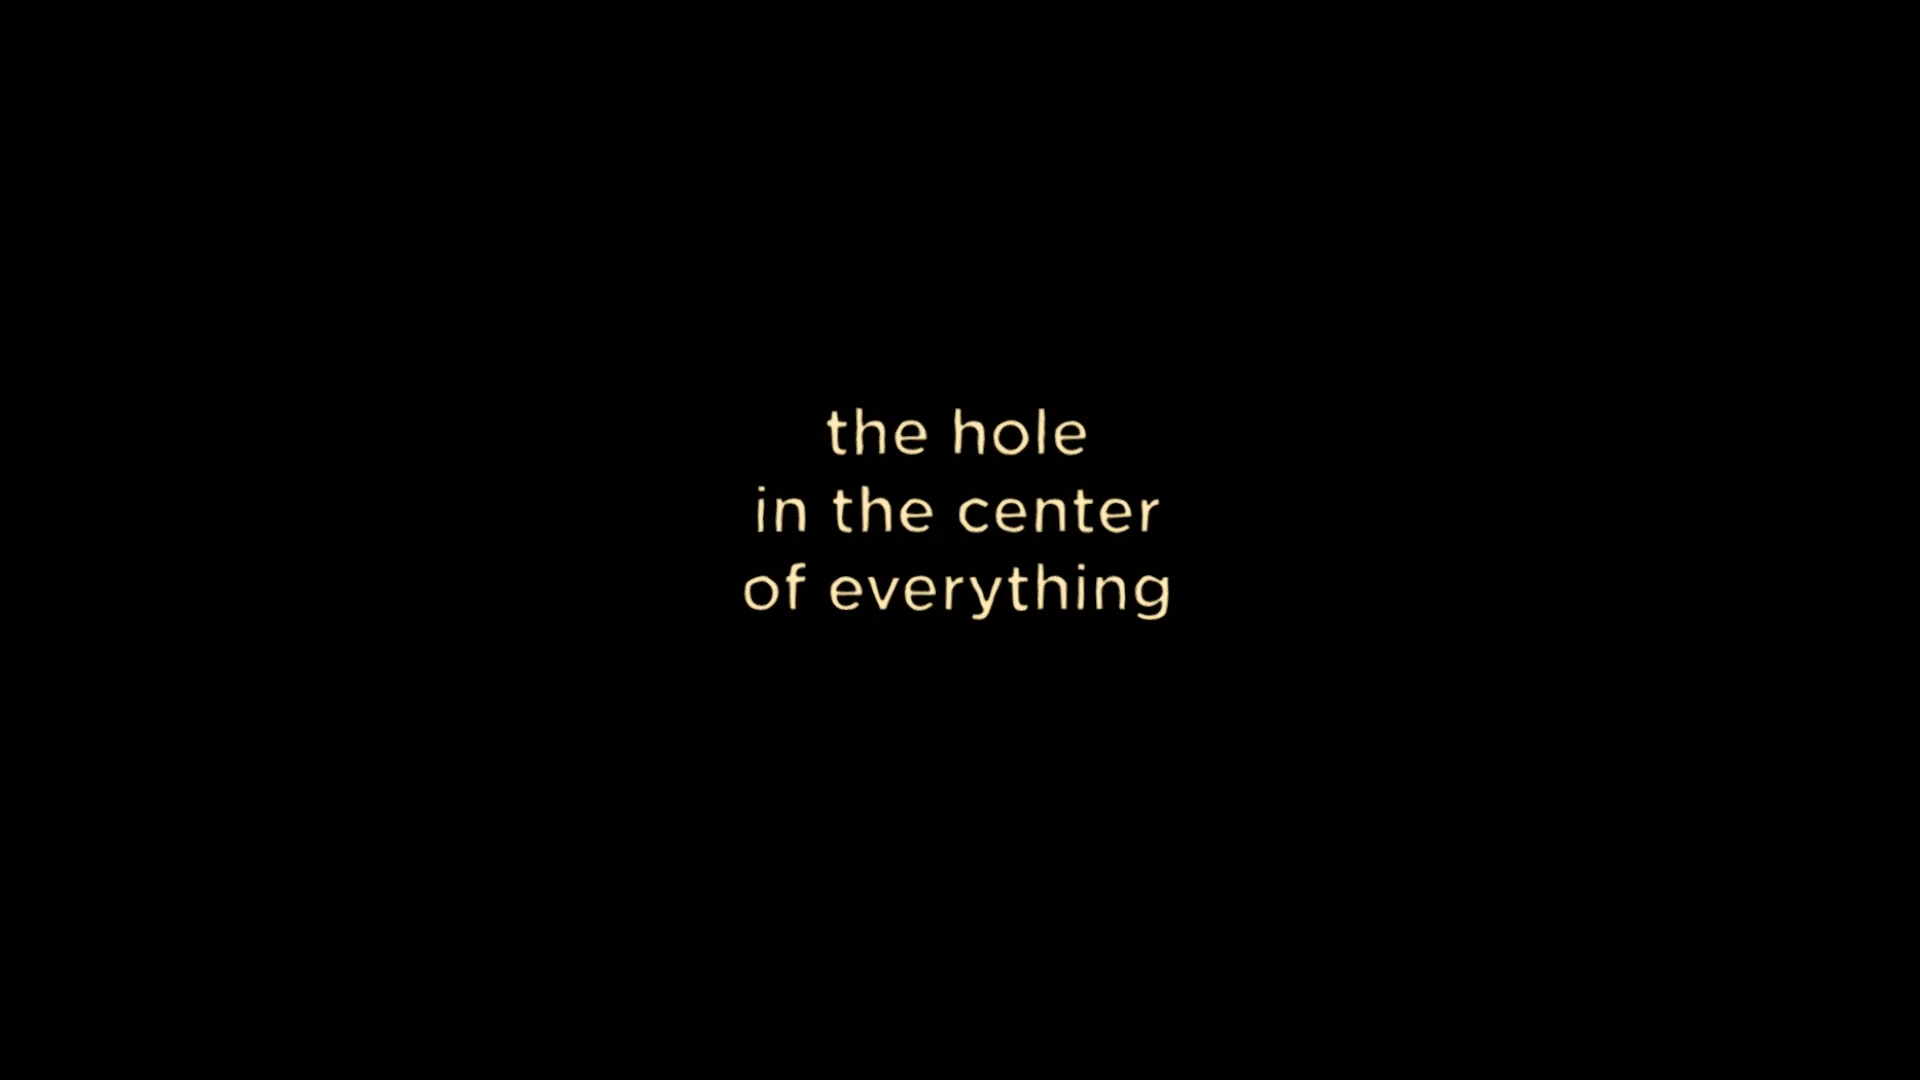 the hole
in the center
of everything